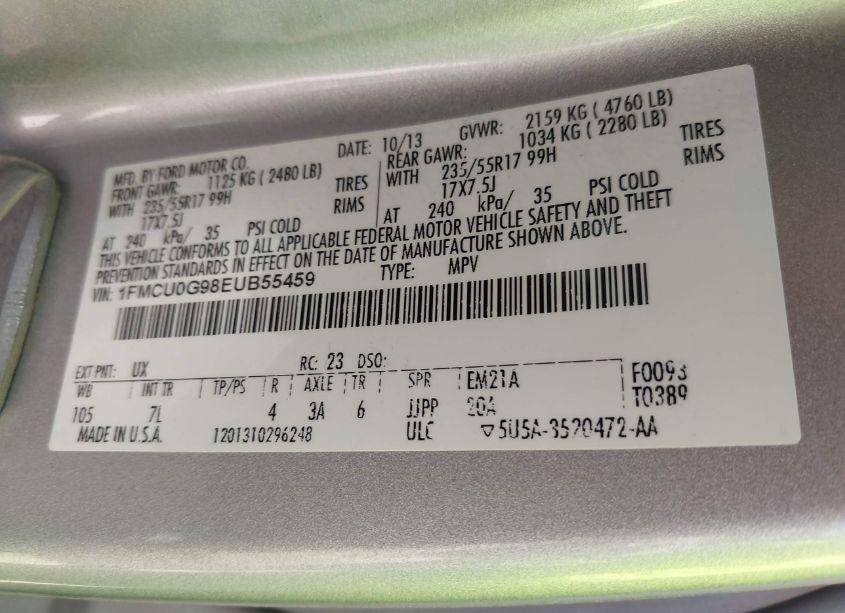 MFD. BY FORD MOTOR CO.
DATE: 10/13
GVWR: 2159 KG ( 4760 LB)
FRONT GAWR: 1125 KG ( 2480 LB)
REAR GAWR: 1034 KG ( 2280 LB)
WITH 235/55R17 99H TIRES
WITH 235/55R17 99H TIRES
17X7.5J RIMS
17X7.5J RIMS
AT 240 kPa/ 35 PSI COLD
AT 240 kPa/ 35 PSI COLD
THIS VEHICLE CONFORMS TO ALL APPLICABLE FEDERAL MOTOR VEHICLE SAFETY AND THEFT
PREVENTION STANDARDS IN EFFECT ON THE DATE OF MANUFACTURE SHOWN ABOVE.
VIN: 1FMCU0G98EUB55459
TYPE: MPV
EXT PNT: UX RC: 23 DSO:
WB INT TR TP/PS R AXLE TR SPR EM21A F0093
105 7L 4 3A 6 JJPP 20A T0389
MADE IN U.S.A. 1201310296248 ULC ▽5U5A-3520472-AA